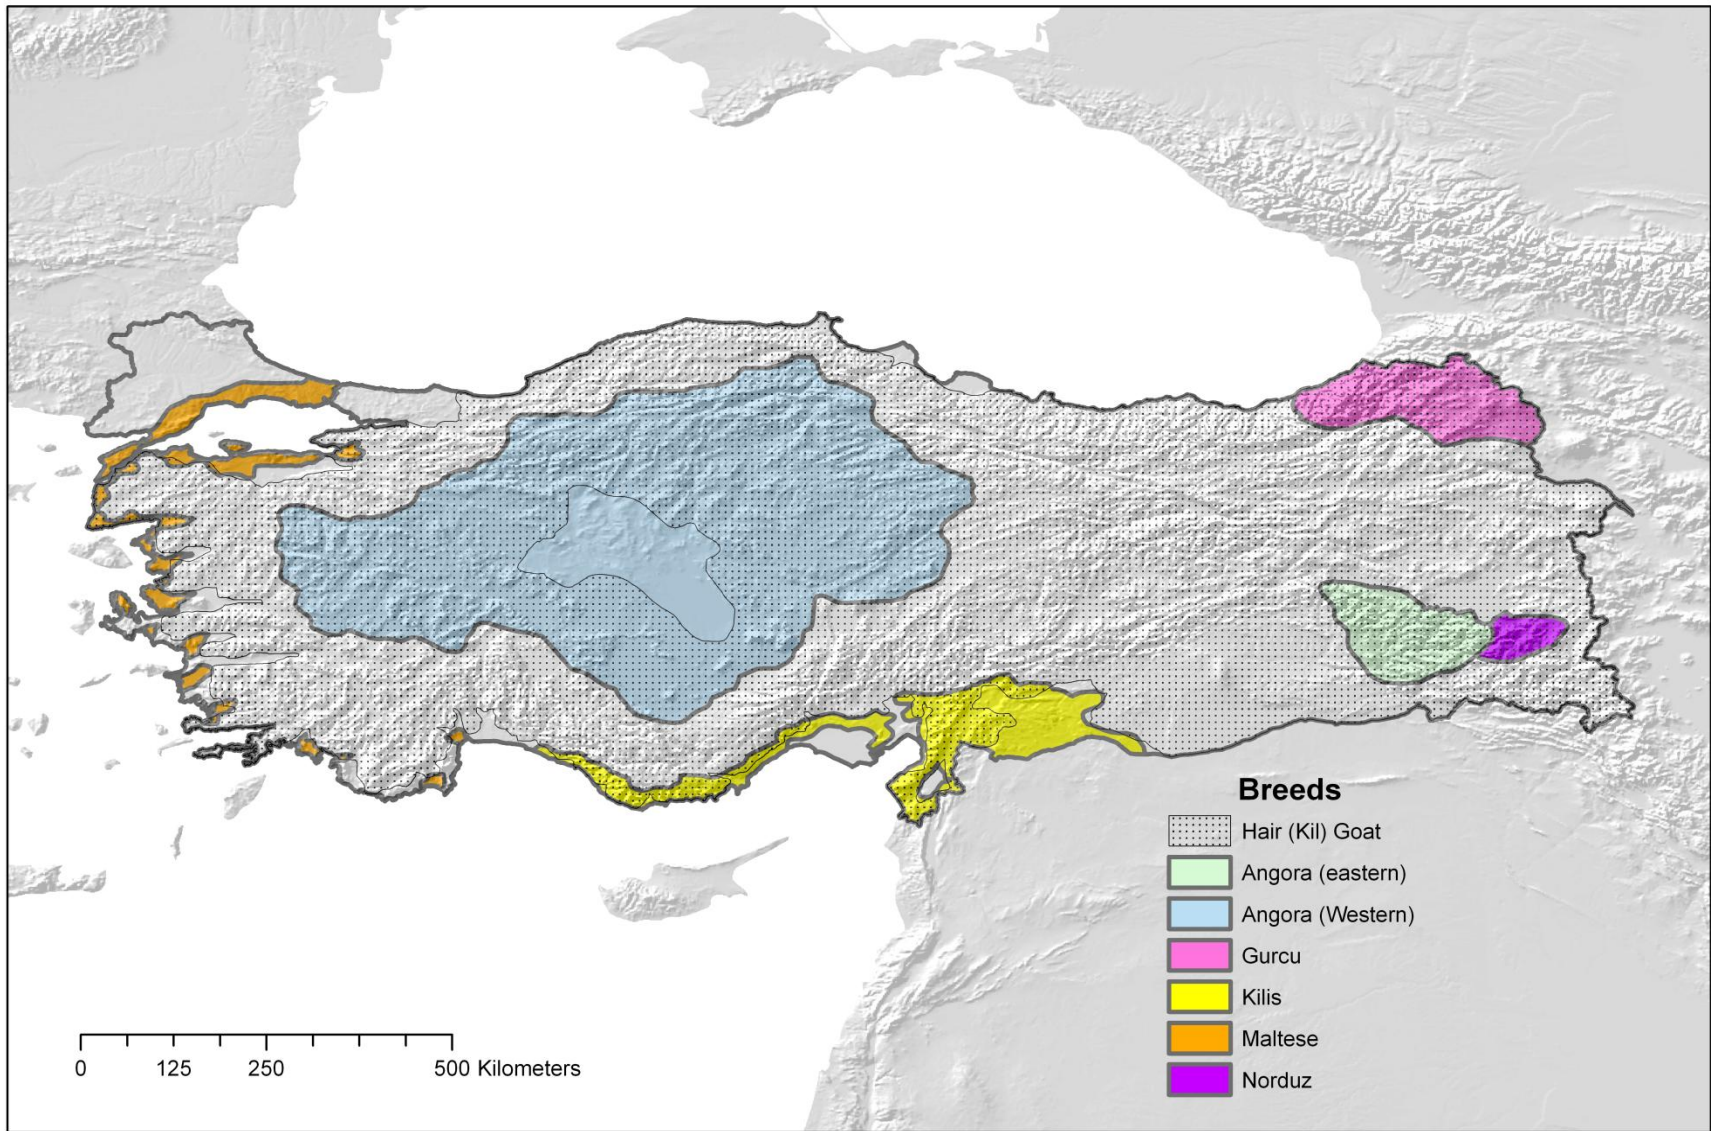 Breeds
Hair (Kil) Goat
Angora (eastern)
Angora (Western)
Gurcu
Kilis
Maltese
Norduz
0 125 250 500 Kilometers